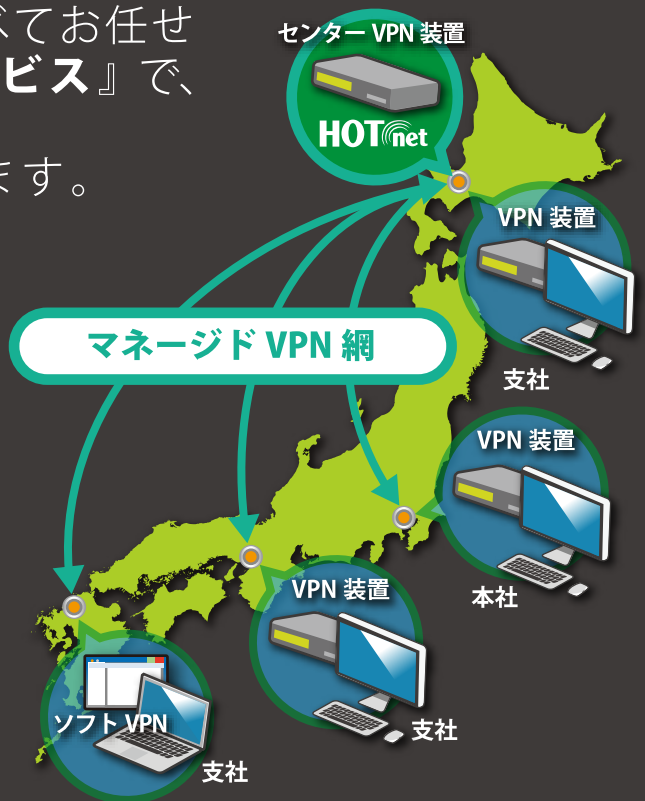 べてお任せ
ビス』で、
ます。
センター VPN 装置
HOTnet
VPN 装置
支社
マネージド VPN 網
VPN 装置
本社
VPN 装置
支社
ソフト VPN
支社